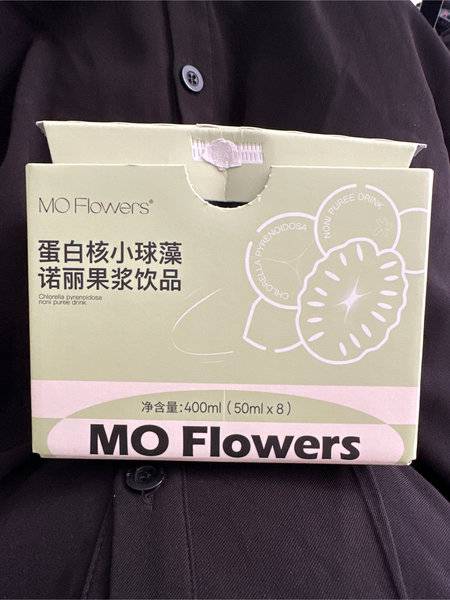 MO Flowers®
蛋白核小球藻
诺丽果浆饮品
Chlorella pyrenoidosa
noni puree drink
CHLORELLA PYRENOIDOSA
NONI PUREE DRINK
净含量:400ml(50ml x 8)
MO Flowers